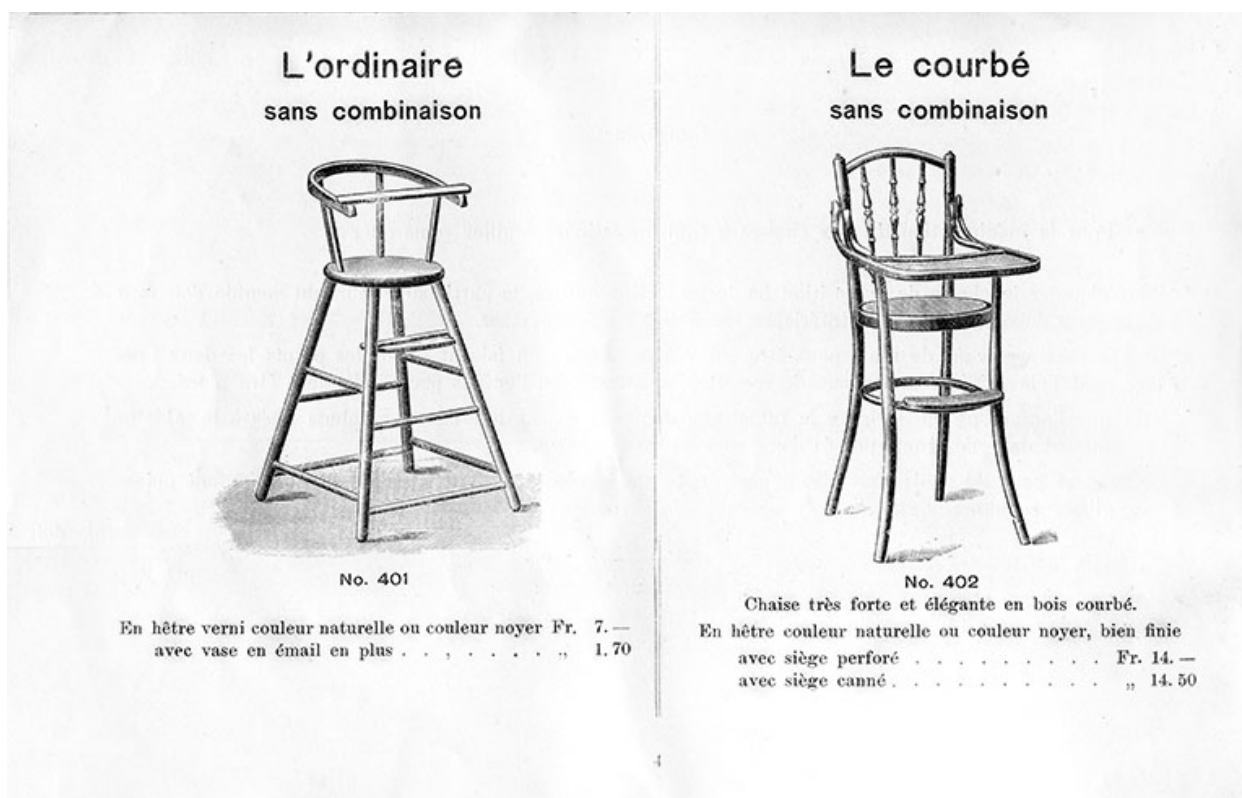 L'ordinaire
sans combinaison
No. 401
En hêtre verni couleur naturelle ou couleur noyer Fr. 7.—
avec vase en émail en plus . , . . . . . „ 1.70
Le courbé
sans combinaison
No. 402
Chaise très forte et élégante en bois courbé.
En hêtre couleur naturelle ou couleur noyer, bien finie
avec siège perforé . . . . . . . . . . Fr. 14.—
avec siège canné . . . . . . . . . . . „ 14.50
4